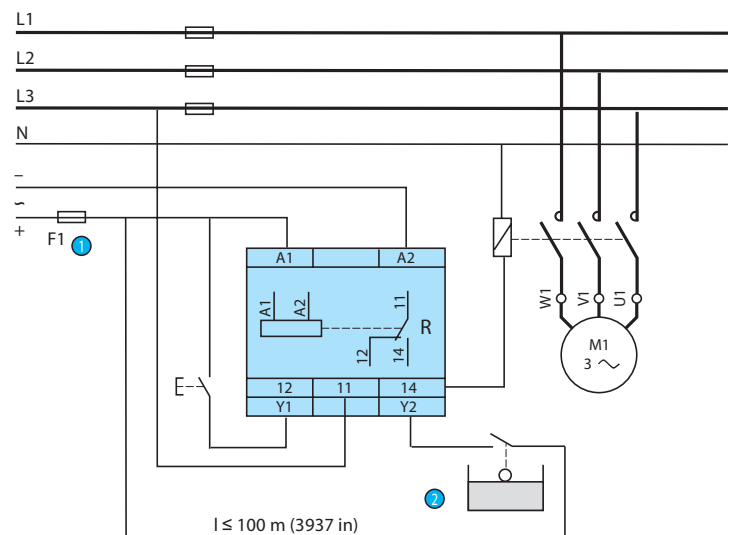 L1
L2
L3
N
–
~
+
F1
1
A1
A2
A1
A2
11
R
12
14
12
11
14
Y1
Y2
W1
V1
U1
M1
3 ~
E
2
l ≤ 100 m (3937 in)